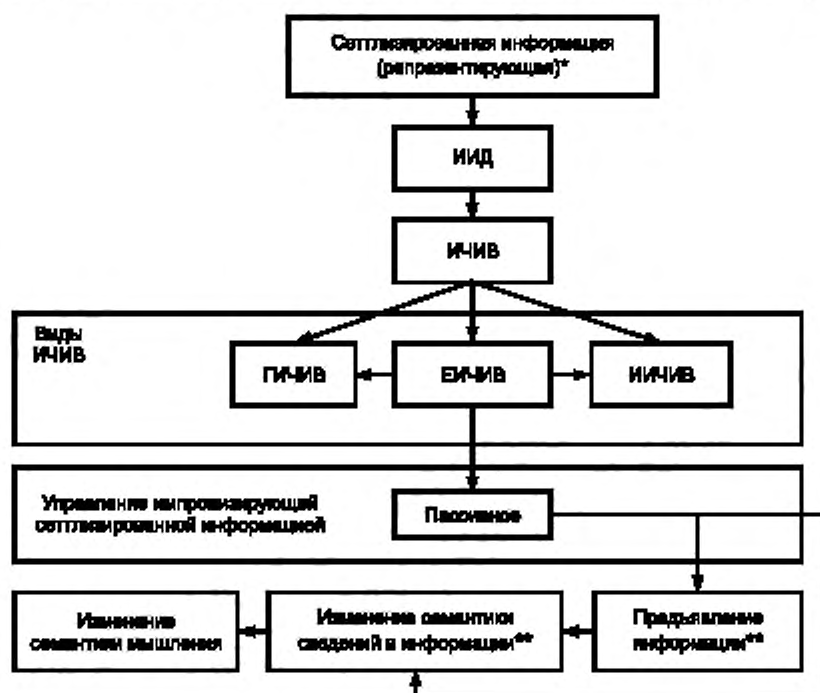 Сеттлизированная информация
(репрезентирующая)*
ИИД
ИЧИВ
Виды
ИЧИВ
ГИЧИВ
ЕИЧИВ
ИИЧИВ
Управление импровизирующей
сеттлизированной информацией
Пассивное
Изменение
семантики мышления
Изменение семантики
сведений в информации**
Предъявление
информации**